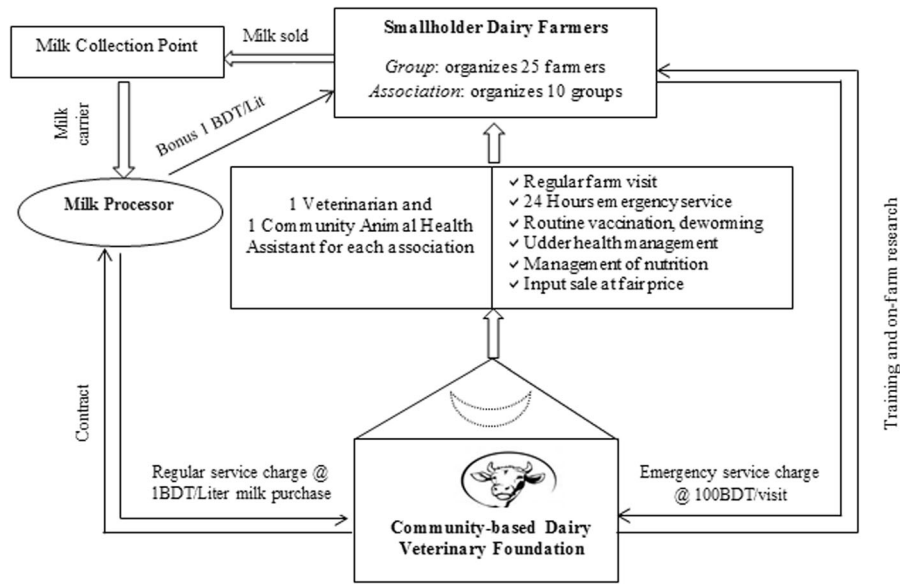 Milk Collection Point
Milk sold
Smallholder Dairy Farmers
Group: organizes 25 farmers
Association: organizes 10 groups
Milk
carrier
Bonus 1 BDT/Lit
Milk Processor
1 Veterinarian and
1 Community Animal Health
Assistant for each association
✓ Regular farm visit
✓ 24 Hours emergency service
✓ Routine vaccination, deworming
✓ Udder health management
✓ Management of nutrition
✓ Input sale at fair price
Training and on-farm research
Contract
Regular service charge @
1BDT/Liter milk purchase
Emergency service charge
@ 100BDT/visit
Community-based Dairy
Veterinary Foundation